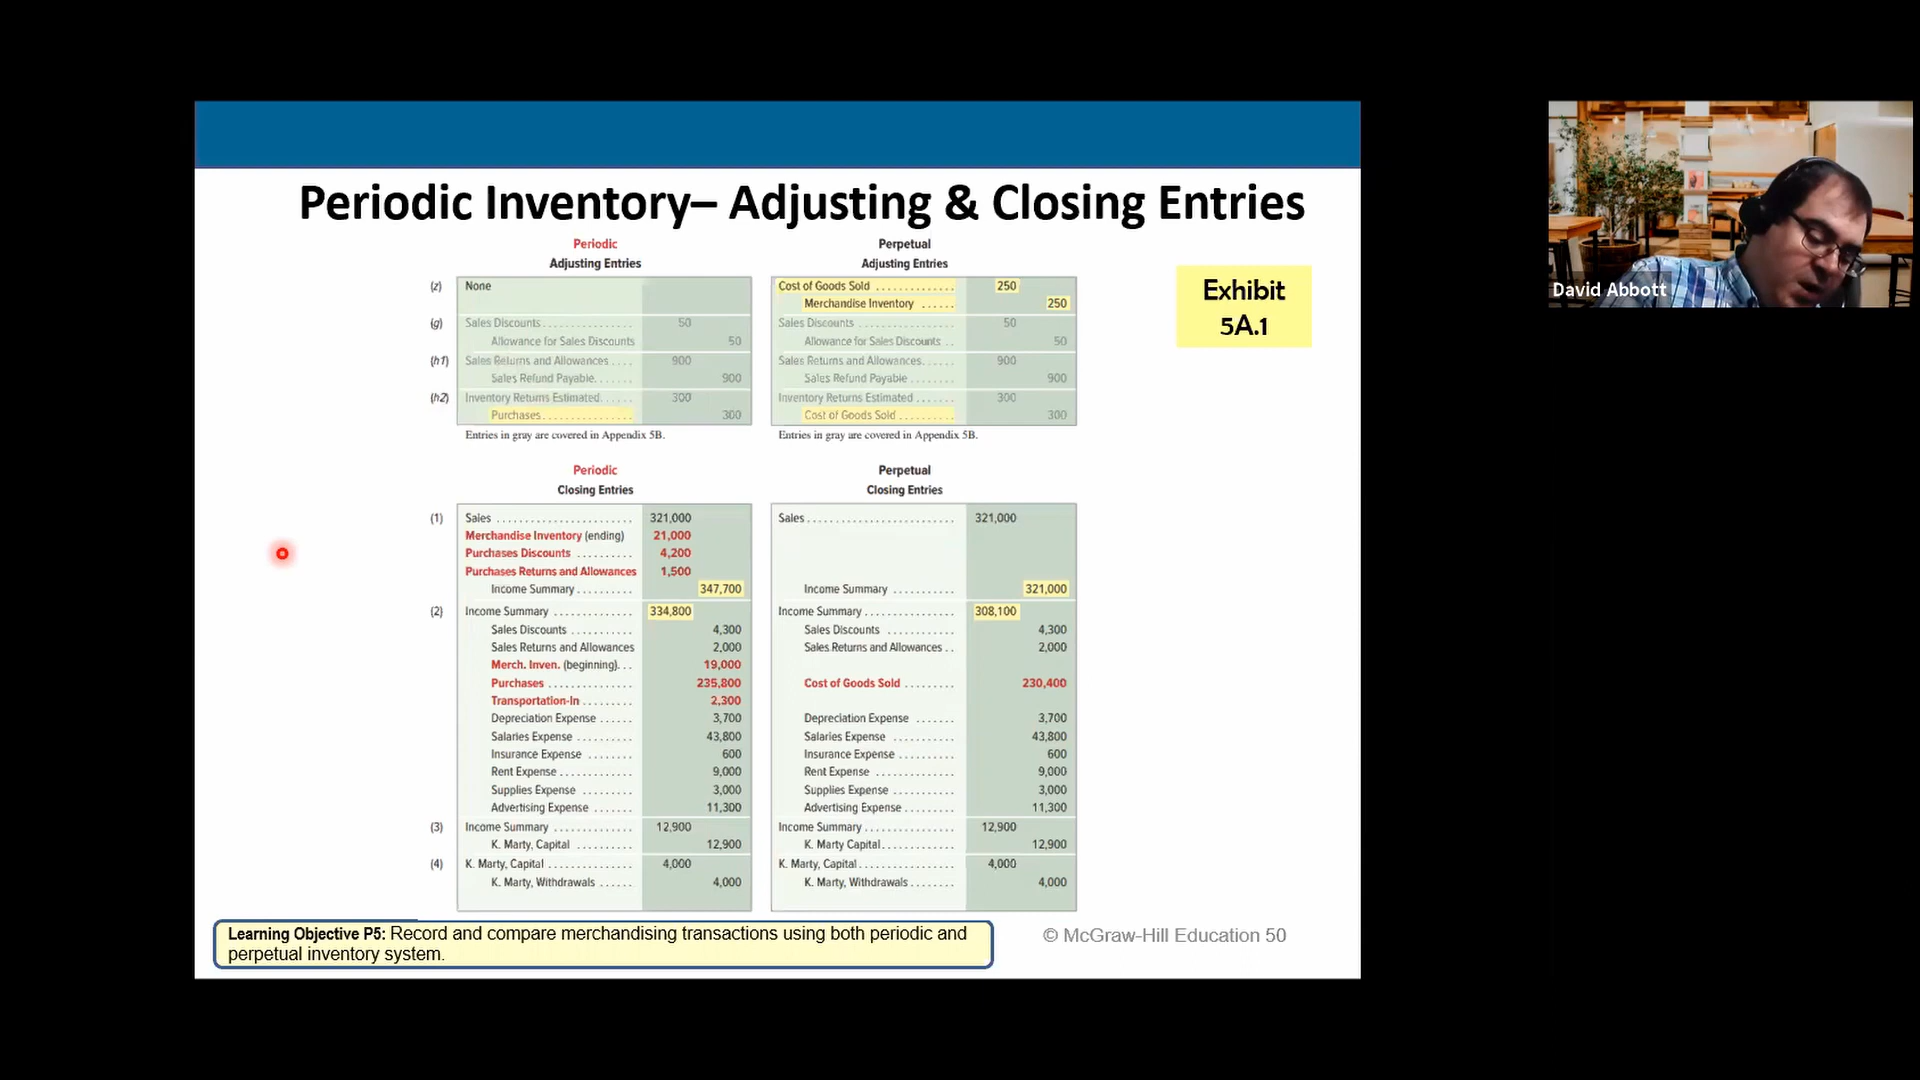 Periodic Inventory– Adjusting & Closing Entries
Periodic
Adjusting Entries
(z) None
(g) Sales Discounts................ 50
Allowance for Sales Discounts 50
(h1) Sales Returns and Allowances .... 900
Sales Refund Payable....... 900
(h2) Inventory Returns Estimated...... 300
Purchases................ 300
Entries in gray are covered in Appendix 5B.
Perpetual
Adjusting Entries
Cost of Goods Sold .............. 250
Merchandise Inventory ...... 250
Sales Discounts ................ 50
Allowance for Sales Discounts .. 50
Sales Returns and Allowances...... 900
Sales Refund Payable ........ 900
Inventory Returns Estimated ....... 300
Cost of Goods Sold .......... 300
Entries in gray are covered in Appendix 5B.
Exhibit
5A.1
David Abbott
Periodic
Closing Entries
(1) Sales ........................ 321,000
Merchandise Inventory (ending) 21,000
Purchases Discounts .......... 4,200
Purchases Returns and Allowances 1,500
Income Summary.......... 347,700
(2) Income Summary .............. 334,800
Sales Discounts ........... 4,300
Sales Returns and Allowances 2,000
Merch. Inven. (beginning)... 19,000
Purchases ............... 235,800
Transportation-In ......... 2,300
Depreciation Expense ...... 3,700
Salaries Expense .......... 43,800
Insurance Expense ........ 600
Rent Expense............. 9,000
Supplies Expense ......... 3,000
Advertising Expense ....... 11,300
(3) Income Summary .............. 12,900
K. Marty, Capital ........... 12,900
(4) K. Marty, Capital ............... 4,000
K. Marty, Withdrawals ...... 4,000
Perpetual
Closing Entries
Sales.......................... 321,000
Income Summary ........... 321,000
Income Summary................ 308,100
Sales Discounts ............ 4,300
Sales Returns and Allowances .. 2,000
Cost of Goods Sold ......... 230,400
Depreciation Expense ....... 3,700
Salaries Expense ........... 43,800
Insurance Expense .......... 600
Rent Expense .............. 9,000
Supplies Expense ........... 3,000
Advertising Expense......... 11,300
Income Summary................ 12,900
K. Marty Capital............. 12,900
K. Marty, Capital................. 4,000
K. Marty, Withdrawals........ 4,000
Learning Objective P5: Record and compare merchandising transactions using both periodic and
perpetual inventory system.
© McGraw-Hill Education 50